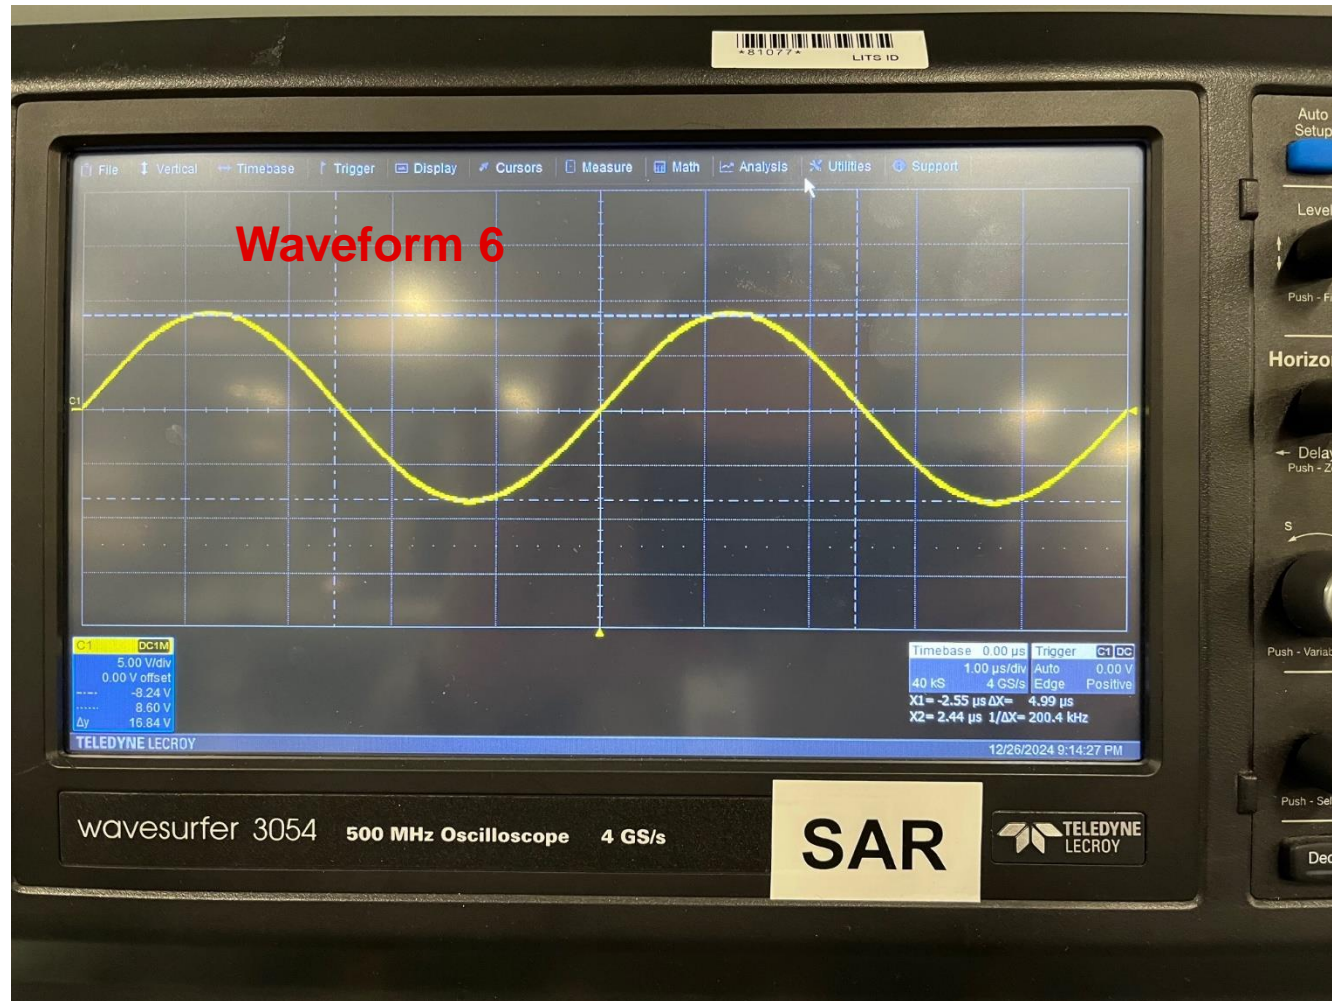 *81077*
LITS ID
File Vertical Timebase Trigger Display Cursors Measure Math Analysis Utilities Support
Waveform 6
C1
C1 DC1M
5.00 V/div
0.00 V offset
-8.24 V
8.60 V
Δy 16.84 V
Timebase 0.00 µs
1.00 µs/div
40 kS 4 GS/s
Trigger C1 DC
Auto 0.00 V
Edge Positive
X1= -2.55 µs ΔX= 4.99 µs
X2= 2.44 µs 1/ΔX= 200.4 kHz
TELEDYNE LECROY
12/26/2024 9:14:27 PM
wavesurfer 3054 500 MHz Oscilloscope 4 GS/s
SAR
TELEDYNE
LECROY
Auto
Setup
Level
Push -
Horizo
← Delay
Push -
S
Push - Variab
Push - Sel
Dec